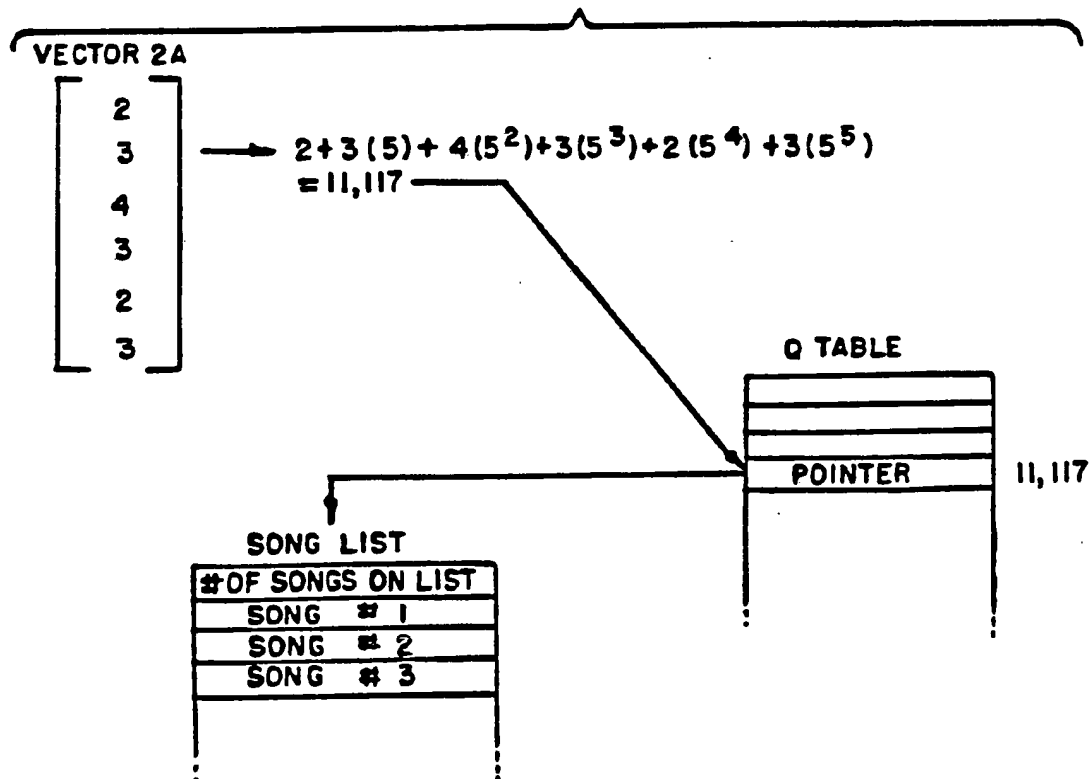 VECTOR 2A
2
3
4
3
2
3
2+3(5)+4(5²)+3(5³)+2(5⁴)+3(5⁵)
=11,117
Q TABLE
POINTER 11,117
SONG LIST
#OF SONGS ON LIST
SONG # 1
SONG # 2
SONG # 3